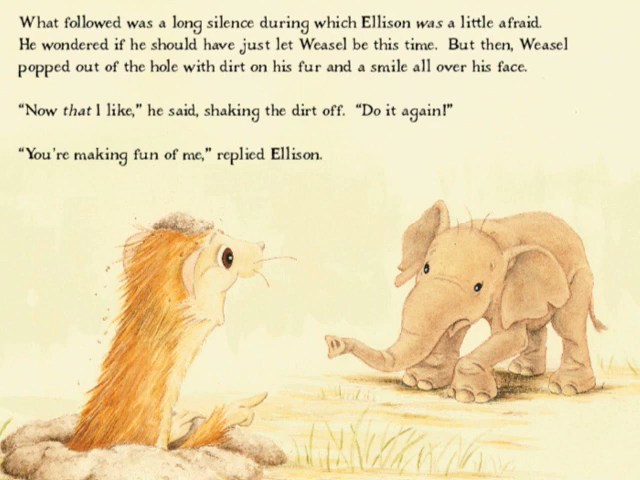 What followed was a long silence during which Ellison was a little afraid.
He wondered if he should have just let Weasel be this time.  But then, Weasel
popped out of the hole with dirt on his fur and a smile all over his face.
“Now that I like,” he said, shaking the dirt off.  “Do it again!”
“You're making fun of me,” replied Ellison.